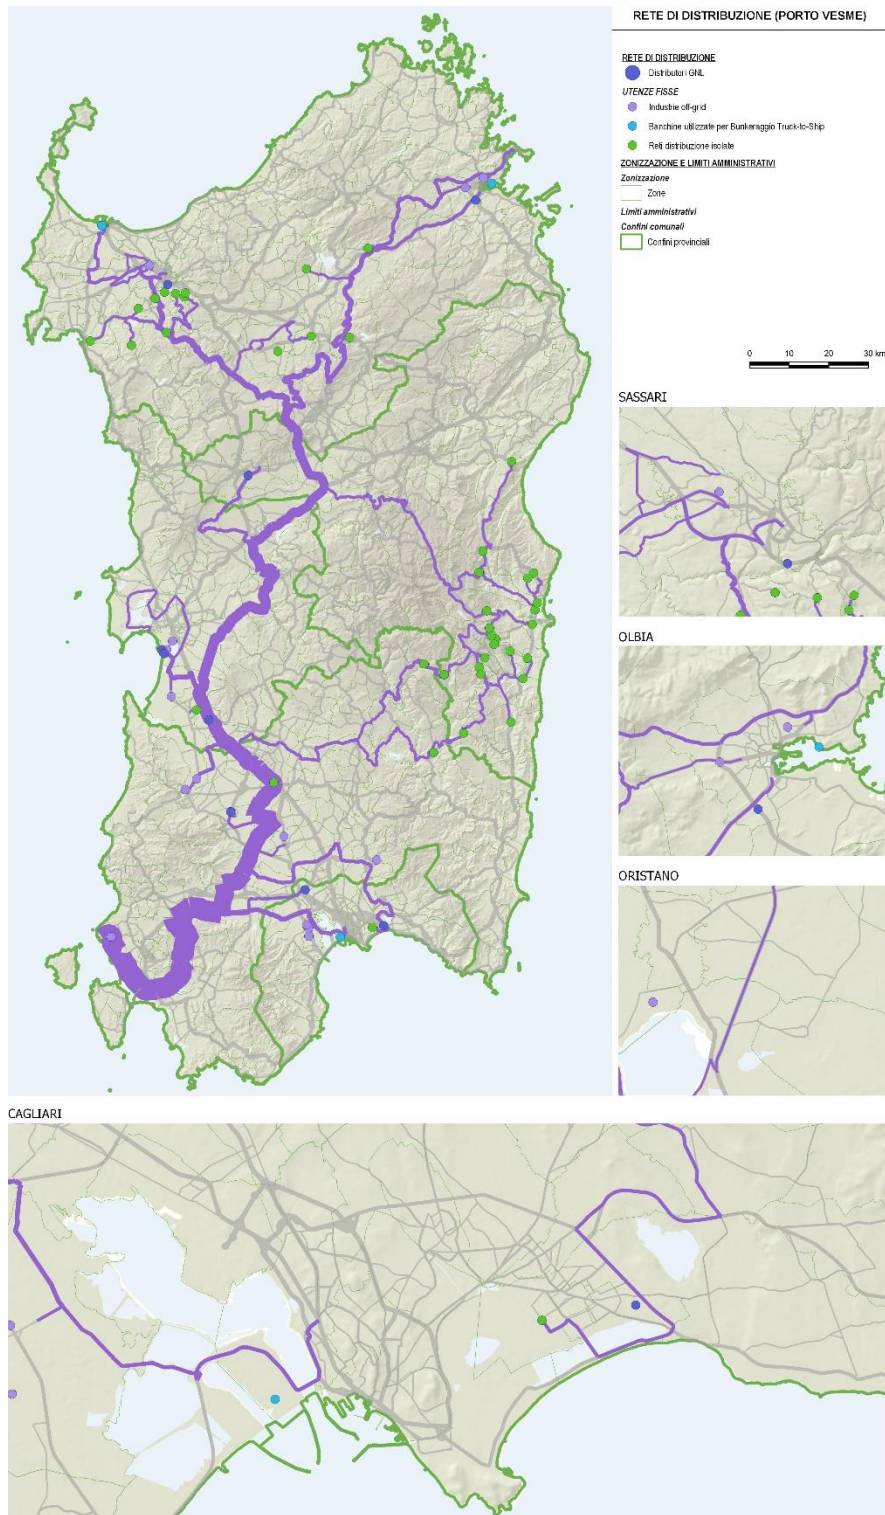 RETE DI DISTRIBUZIONE (PORTO VESME)
RETE DI DISTRIBUZIONE
Distributori GNL
UTENZE FISSE
Industrie off-grid
Banchine utilizzate per Bunkeraggio Truck-to-Ship
Reti distribuzione isolate
ZONIZZAZIONE E LIMITI AMMINISTRATIVI
Zonizzazione
Zone
Limiti amministrativi
Confini comunali
Confini provinciali
0 10 20 30 km
SASSARI
OLBIA
ORISTANO
CAGLIARI